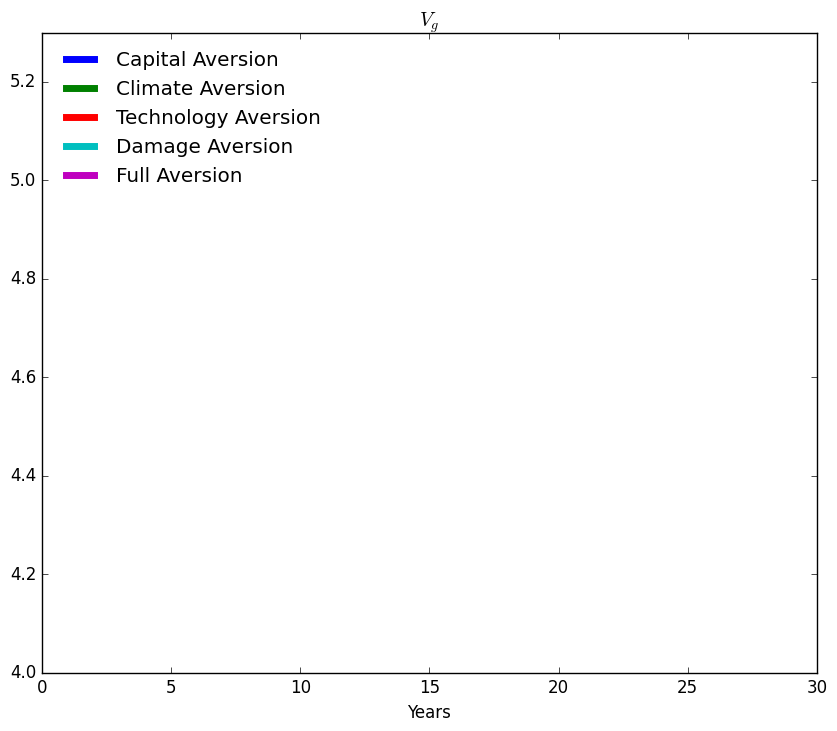 V_g
Capital Aversion
Climate Aversion
Technology Aversion
Damage Aversion
Full Aversion
5.2
5.0
4.8
4.6
4.4
4.2
4.0
0 5 10 15 20 25 30
Years